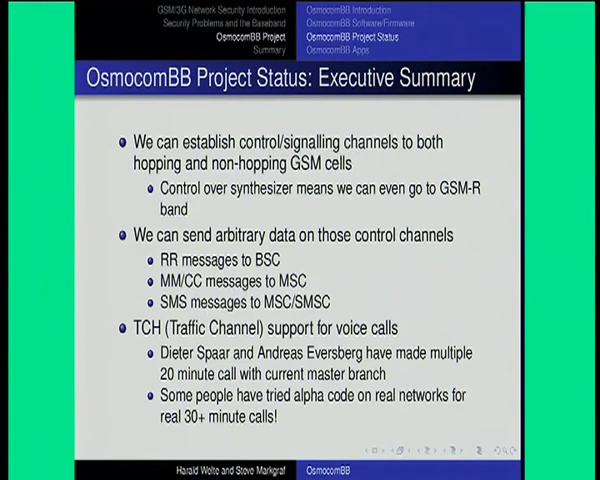 GSM/3G Network Security Introduction
Security Problems and the Baseband
OsmocomBB Project
Summary
OsmocomBB Introduction
OsmocomBB Software/Firmware
OsmocomBB Project Status
OsmocomBB Apps
OsmocomBB Project Status: Executive Summary
We can establish control/signalling channels to both
hopping and non-hopping GSM cells
Control over synthesizer means we can even go to GSM-R
band
We can send arbitrary data on those control channels
RR messages to BSC
MM/CC messages to MSC
SMS messages to MSC/SMSC
TCH (Traffic Channel) support for voice calls
Dieter Spaar and Andreas Eversberg have made multiple
20 minute call with current master branch
Some people have tried alpha code on real networks for
real 30+ minute calls!
Harald Welte and Steve Markgraf
OsmocomBB